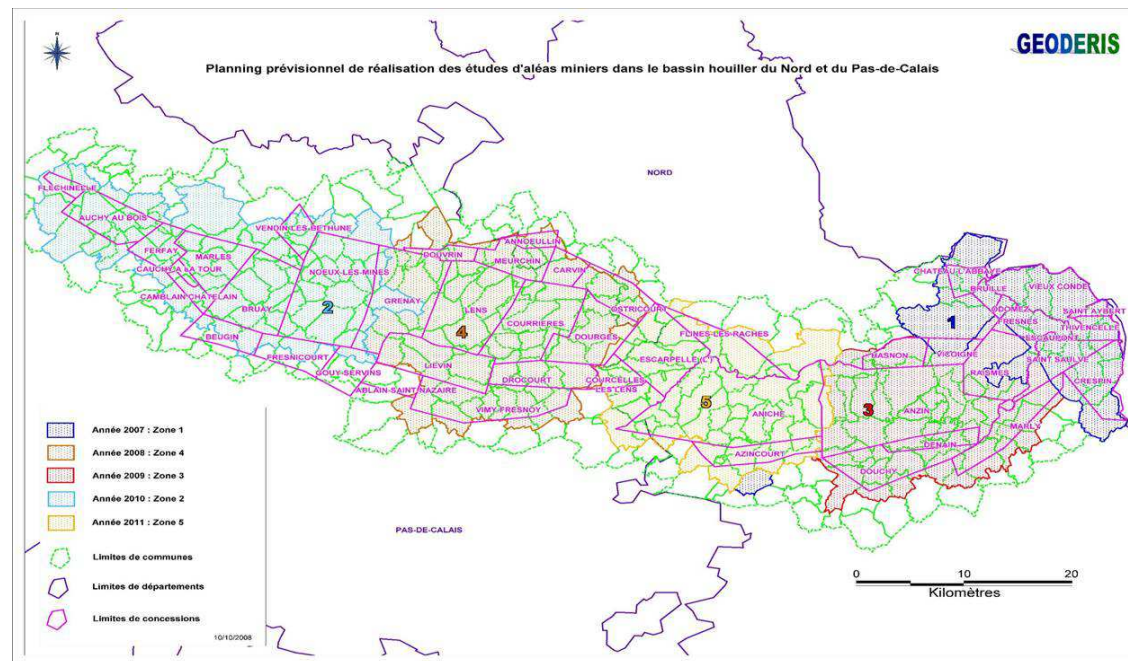 GEODERIS
N
Planning prévisionnel de réalisation des études d'aléas miniers dans le bassin houiller du Nord et du Pas-de-Calais
NORD
FLECHINELLE
AUCHY AU BOIS
VENDIN-LES-BETHUNE
FERFAY
MARLES
CAUCHY A LA TOUR
NOEUX-LES-MINES
CAMBLAIN CHATELAIN
BRUAY
2
BEUGIN
FRESNICOURT
GOUY-SERVINS
ABLAIN-SAINT-NAZAIRE
GRENAY
DOUVRIN
ANNOEULLIN
MEURCHIN
CARVIN
LENS
4
COURRIÈRES
OSTRICOURT
DOURGES
LIEVIN
DROCOURT
COURCELLES
LES LENS
VIMY-FRESNOY
FLINES-LES-RACHES
ESCARPELLE (L')
5
ANICHE
AZINCOURT
CHATEAU L'ABBAYE
BRUILLE
VIEUX CONDE
ODOMEZ
FRESNES
SAINT AYBERT
THIVENCELLE
1
ESCAUPONT
VICOIGNE
SAINT SAULVE
HASNON
RAISMES
CRESPIN
3
ANZIN
MARLY
DENAIN
DOUCHY
Année 2007 : Zone 1
Année 2008 : Zone 4
Année 2009 : Zone 3
Année 2010 : Zone 2
Année 2011 : Zone 5
Limites de communes
Limites de départements
Limites de concessions
10/10/2008
PAS-DE-CALAIS
0 10 20
Kilomètres